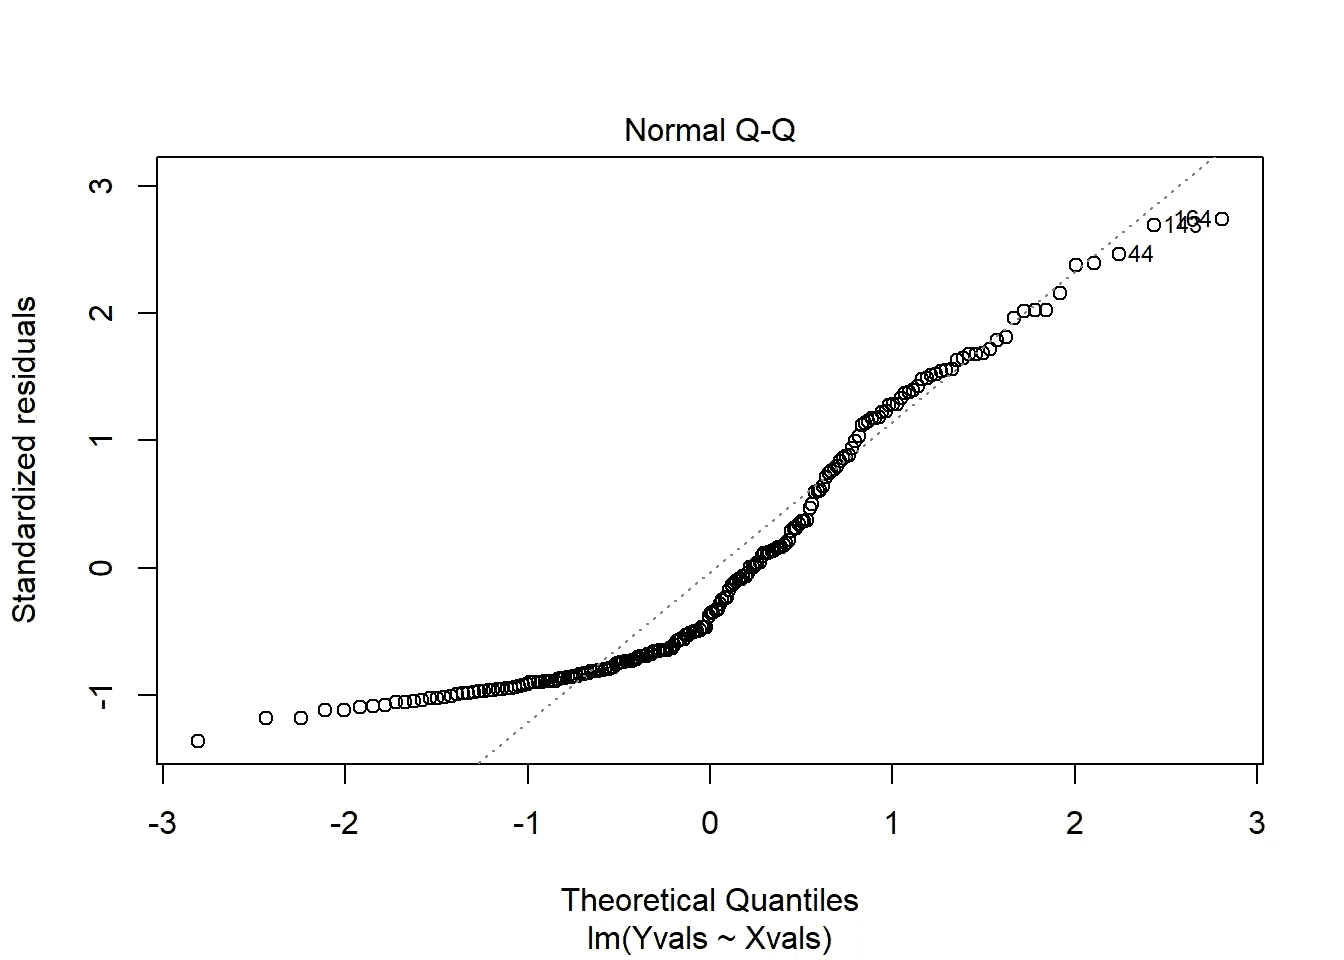 Normal Q-Q
Standardized residuals
3
2
1
0
-1
164
143
44
-3 -2 -1 0 1 2 3
Theoretical Quantiles
lm(Yvals ~ Xvals)